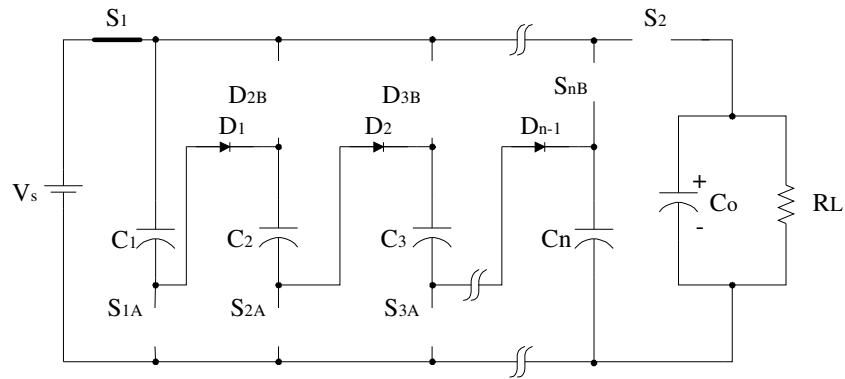 S1
S2
D2B
D3B
SnB
D1
D2
Dn-1
Vs
+
Co
-
RL
C1
C2
C3
Cn
S1A
S2A
S3A